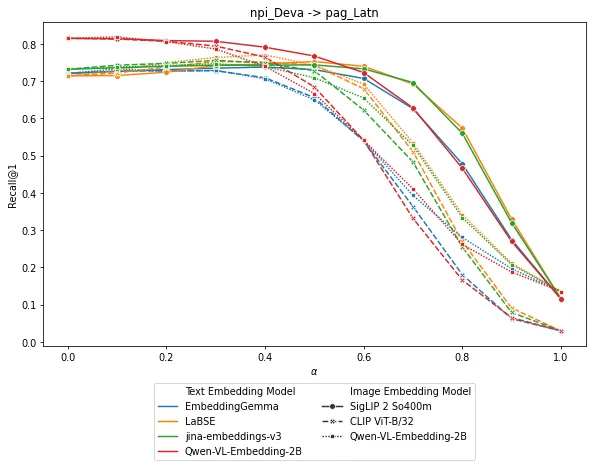 npi_Deva -> pag_Latn
Recall@1
0.8
0.7
0.6
0.5
0.4
0.3
0.2
0.1
0.0
0.0 0.2 0.4 0.6 0.8 1.0
α
Text Embedding Model
EmbeddingGemma
LaBSE
jina-embeddings-v3
Qwen-VL-Embedding-2B
Image Embedding Model
SigLIP 2 So400m
CLIP ViT-B/32
Qwen-VL-Embedding-2B